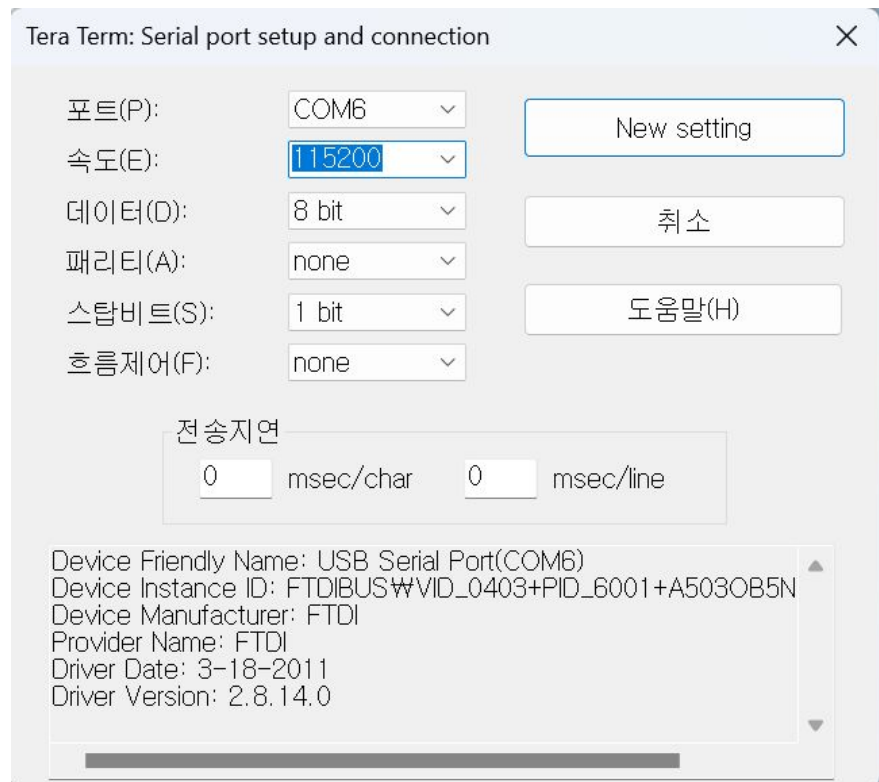 Tera Term: Serial port setup and connection
포트(P): COM6
New setting
속도(E): 115200
데이터(D): 8 bit
취소
패리티(A): none
스탑비트(S): 1 bit
도움말(H)
흐름제어(F): none
전송지연
0 msec/char 0 msec/line
Device Friendly Name: USB Serial Port(COM6)
Device Instance ID: FTDIBUS₩VID_0403+PID_6001+A503OB5N
Device Manufacturer: FTDI
Provider Name: FTDI
Driver Date: 3-18-2011
Driver Version: 2.8.14.0